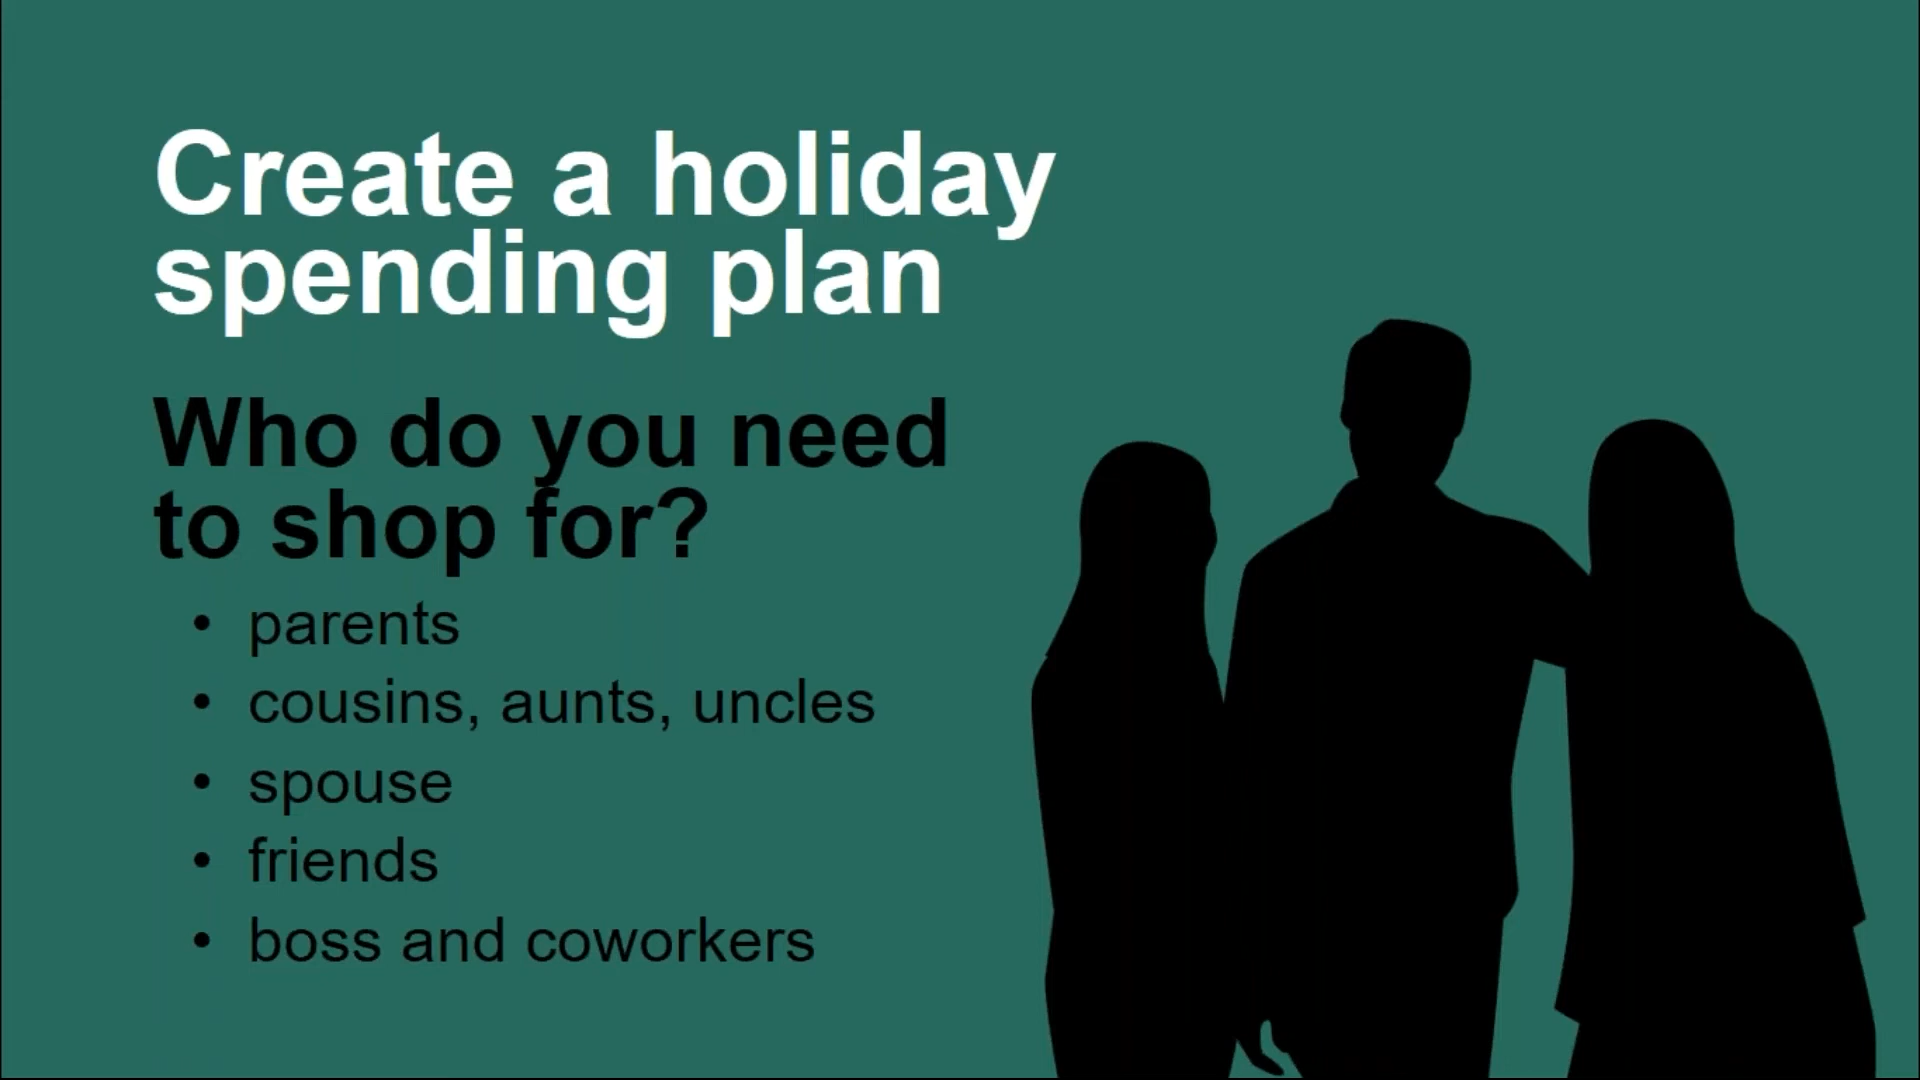 Create a holiday
spending plan
Who do you need
to shop for?
• parents
• cousins, aunts, uncles
• spouse
• friends
• boss and coworkers